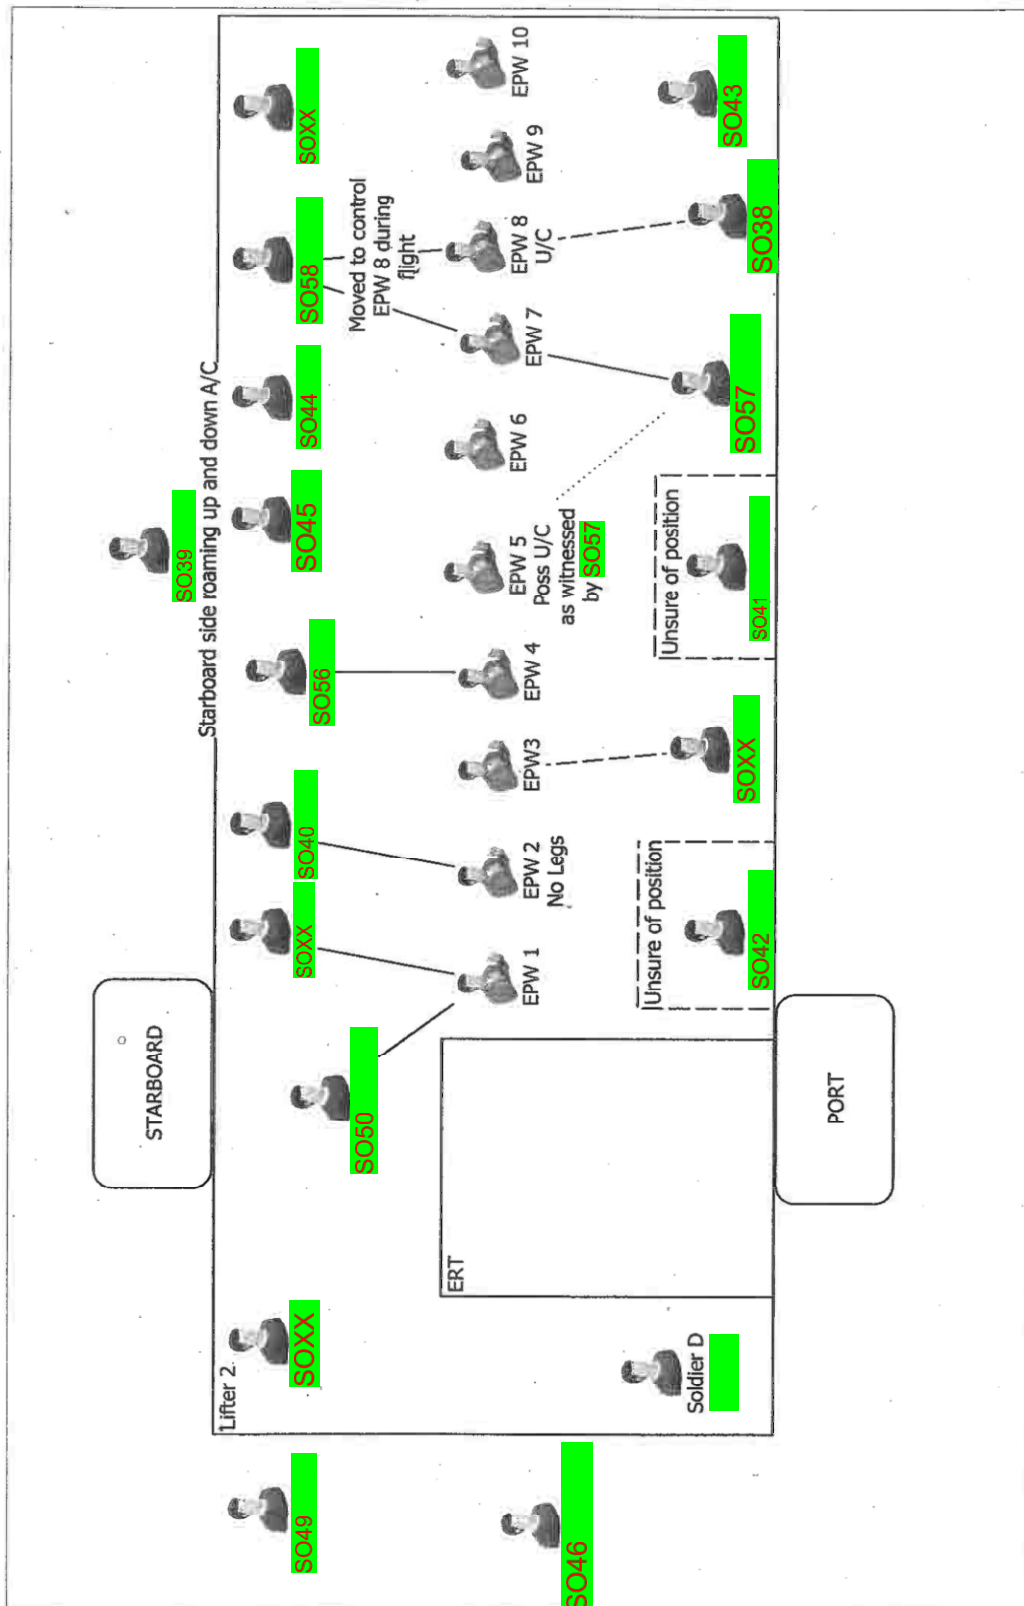 STARBOARD
PORT
Lifter 2
ERT
SO49
SO46
SOXX
Soldier D
SO50
SOXX
SO40
SO56
SO39
Starboard side roaming up and down A/C
SO45
SO44
SO58
SOXX
Moved to control
EPW 8 during
flight
EPW 1
EPW 2
No Legs
EPW3
EPW 4
EPW 5
Poss U/C
as witnessed
by SO57
EPW 6
EPW 7
EPW 8
U/C
EPW 9
EPW 10
Unsure of position
SO42
SOXX
Unsure of position
SO41
SO57
SO38
SO43